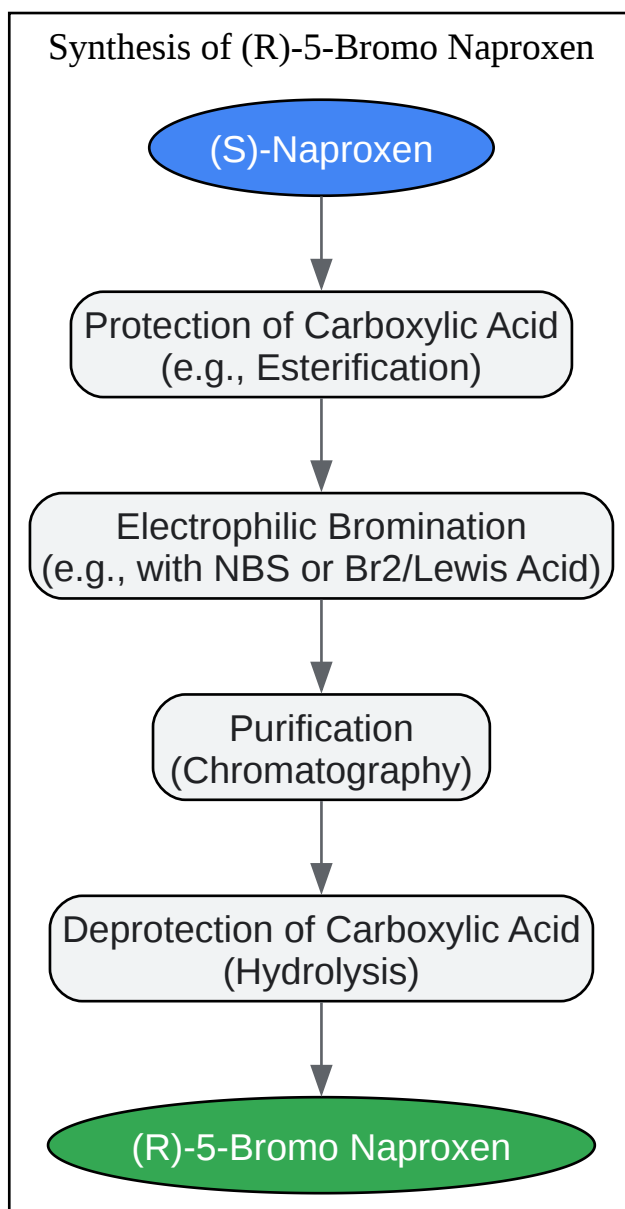 Synthesis of (R)-5-Bromo Naproxen
(S)-Naproxen
Protection of Carboxylic Acid
(e.g., Esterification)
Electrophilic Bromination
(e.g., with NBS or Br2/Lewis Acid)
Purification
(Chromatography)
Deprotection of Carboxylic Acid
(Hydrolysis)
(R)-5-Bromo Naproxen